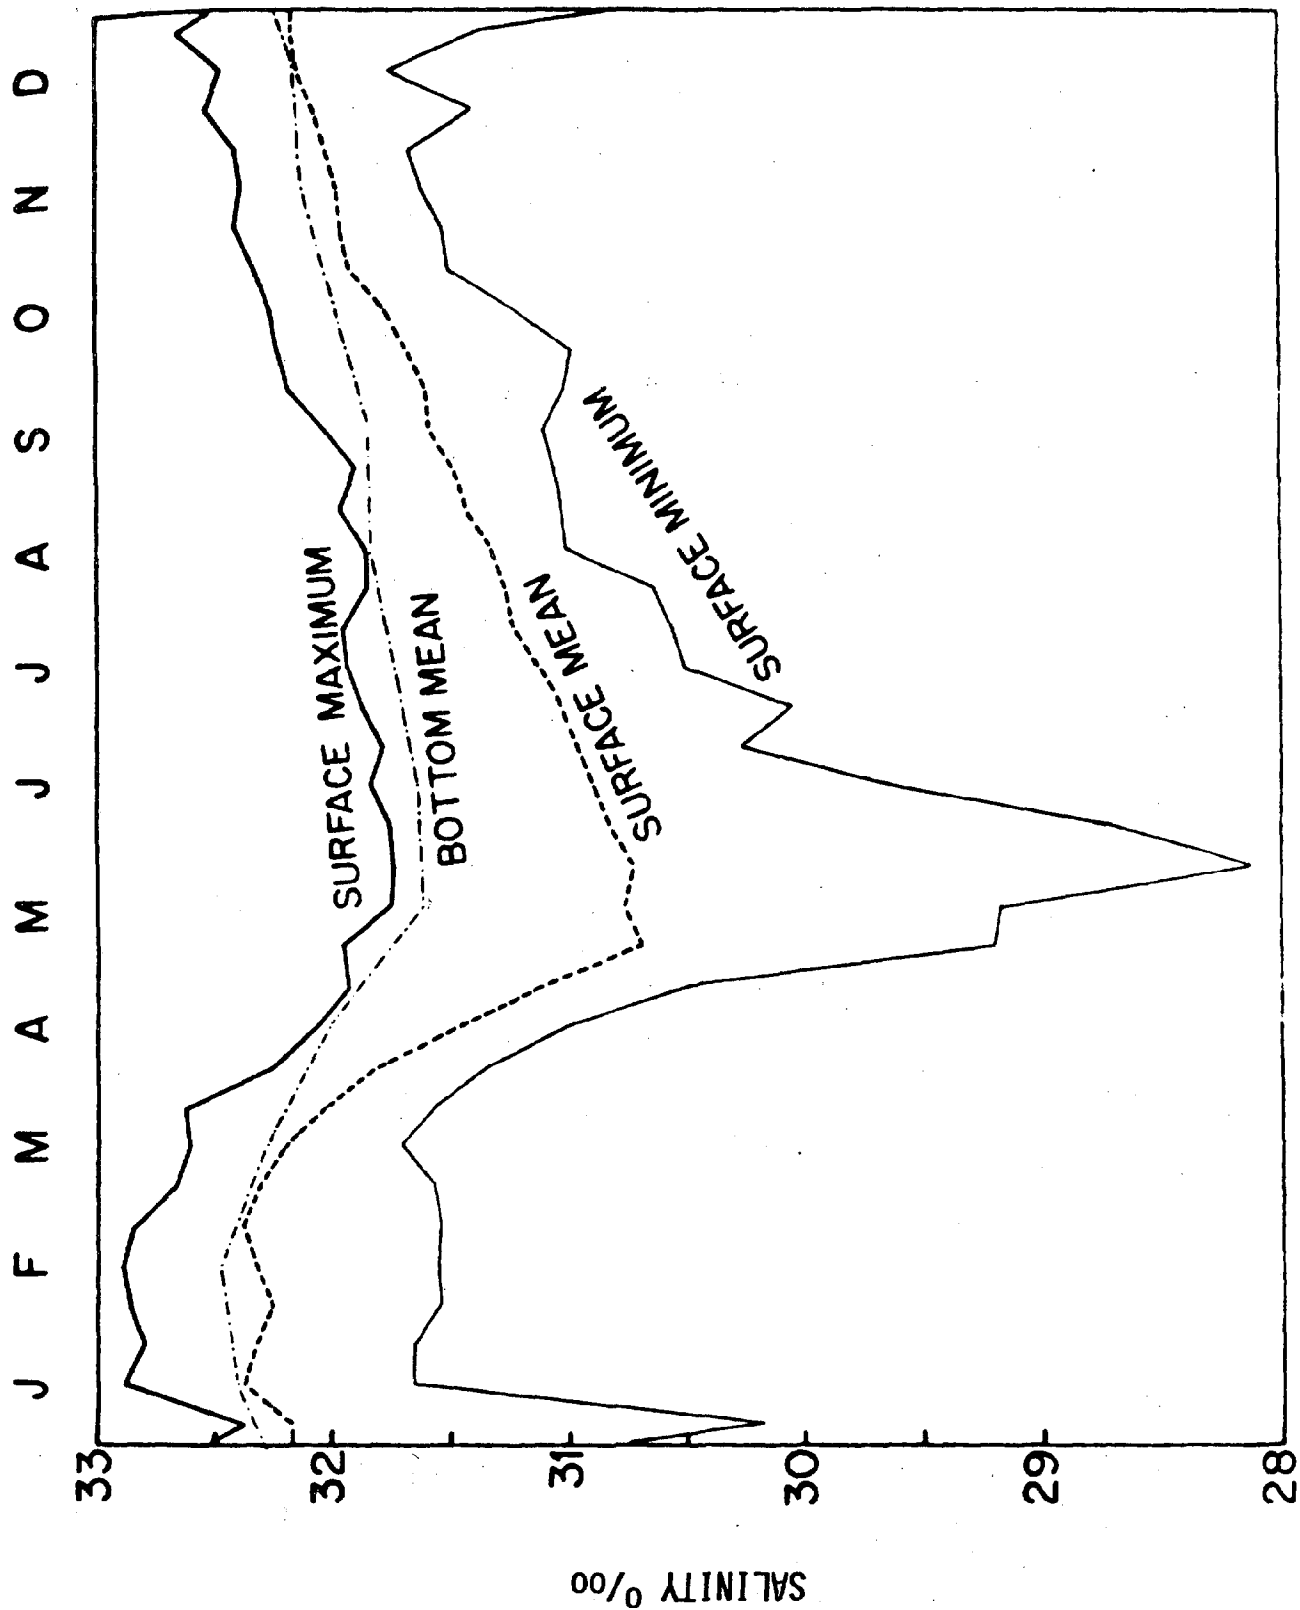 J F M A M J J A S O N D
33
32
31
30
29
28
SALINITY 0/00
SURFACE MAXIMUM
BOTTOM MEAN
SURFACE MEAN
SURFACE MINIMUM